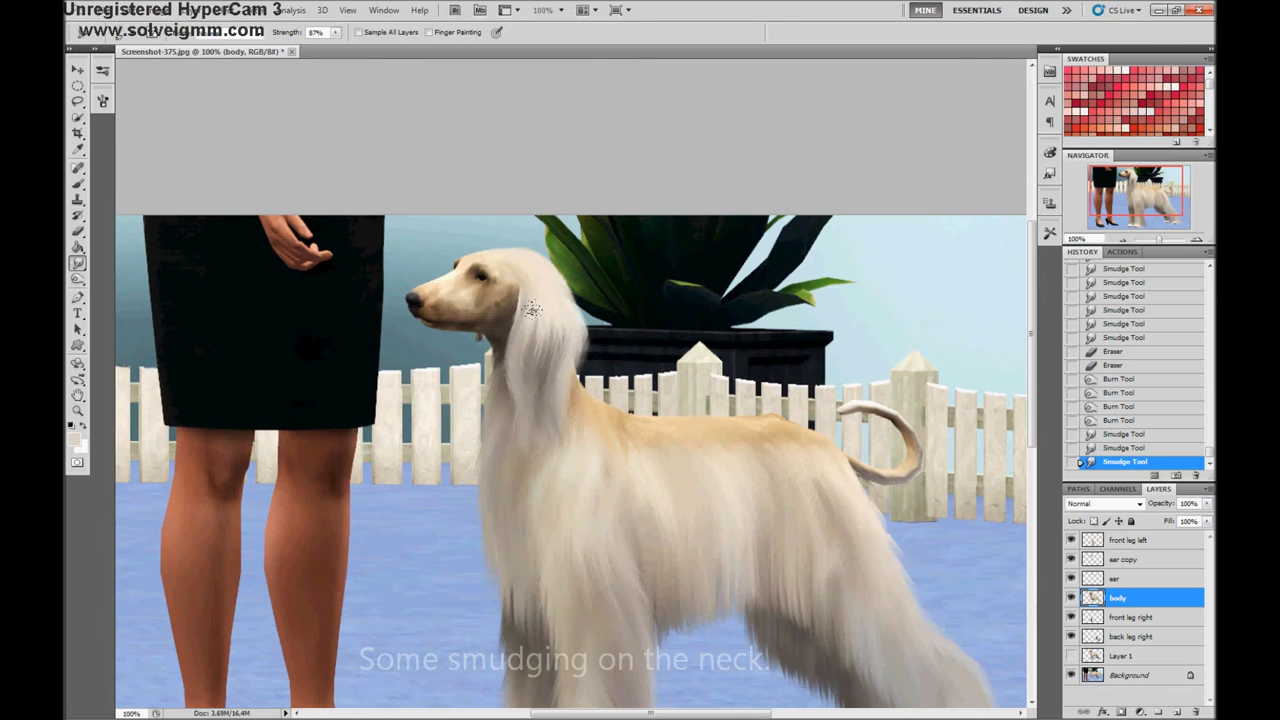 Unregistered HyperCam 3
www.solveigmm.com
Analysis 3D View Window Help
100%
MINE ESSENTIALS DESIGN CS Live
Strength: 87% Sample All Layers Finger Painting
Screenshot-375.jpg @ 100% (body, RGB/8#) *
SWATCHES
NAVIGATOR
100%
HISTORY ACTIONS
Smudge Tool
Smudge Tool
Smudge Tool
Smudge Tool
Smudge Tool
Smudge Tool
Eraser
Eraser
Burn Tool
Burn Tool
Burn Tool
Burn Tool
Smudge Tool
Smudge Tool
Smudge Tool
PATHS CHANNELS LAYERS
Normal Opacity: 100%
Lock: Fill: 100%
front leg left
ear copy
ear
body
front leg right
back leg right
Layer 1
Background
Some smudging on the neck.
100% Doc: 3.69M/16.4M